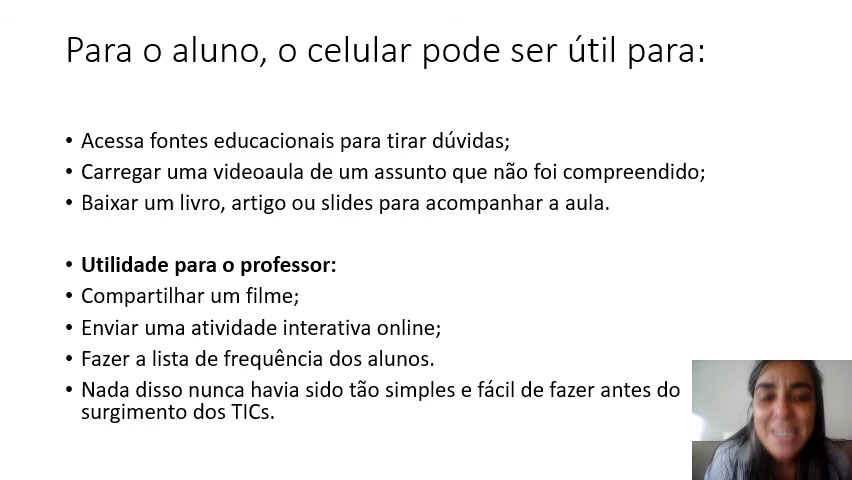 Para o aluno, o celular pode ser útil para:
• Acessa fontes educacionais para tirar dúvidas;
• Carregar uma videoaula de um assunto que não foi compreendido;
• Baixar um livro, artigo ou slides para acompanhar a aula.
• Utilidade para o professor:
• Compartilhar um filme;
• Enviar uma atividade interativa online;
• Fazer a lista de frequência dos alunos.
• Nada disso nunca havia sido tão simples e fácil de fazer antes do
surgimento dos TICs.